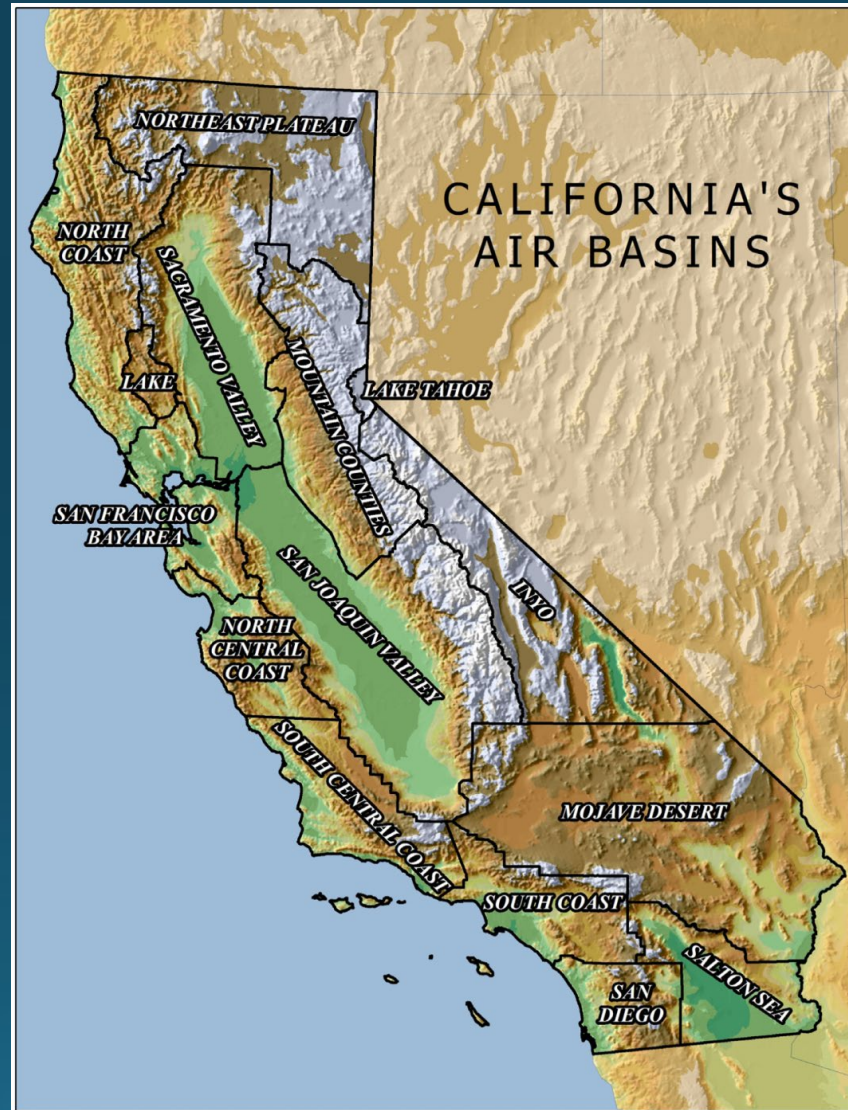 CALIFORNIA'S
AIR BASINS
NORTHEAST PLATEAU
NORTH
COAST
SACRAMENTO VALLEY
LAKE
MOUNTAIN COUNTIES
LAKE TAHOE
SAN FRANCISCO
BAY AREA
SAN JOAQUIN VALLEY
INYO
NORTH
CENTRAL
COAST
SOUTH CENTRAL COAST
MOJAVE DESERT
SOUTH COAST
SALTON SEA
SAN
DIEGO